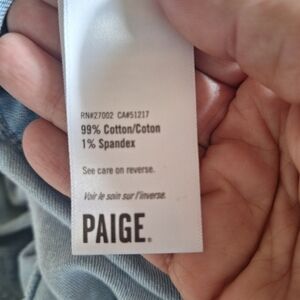 RN#27002 CA#51217
99% Cotton/Coton
1% Spandex
See care on reverse.
Voir le soin sur l'inverse.
PAIGE.